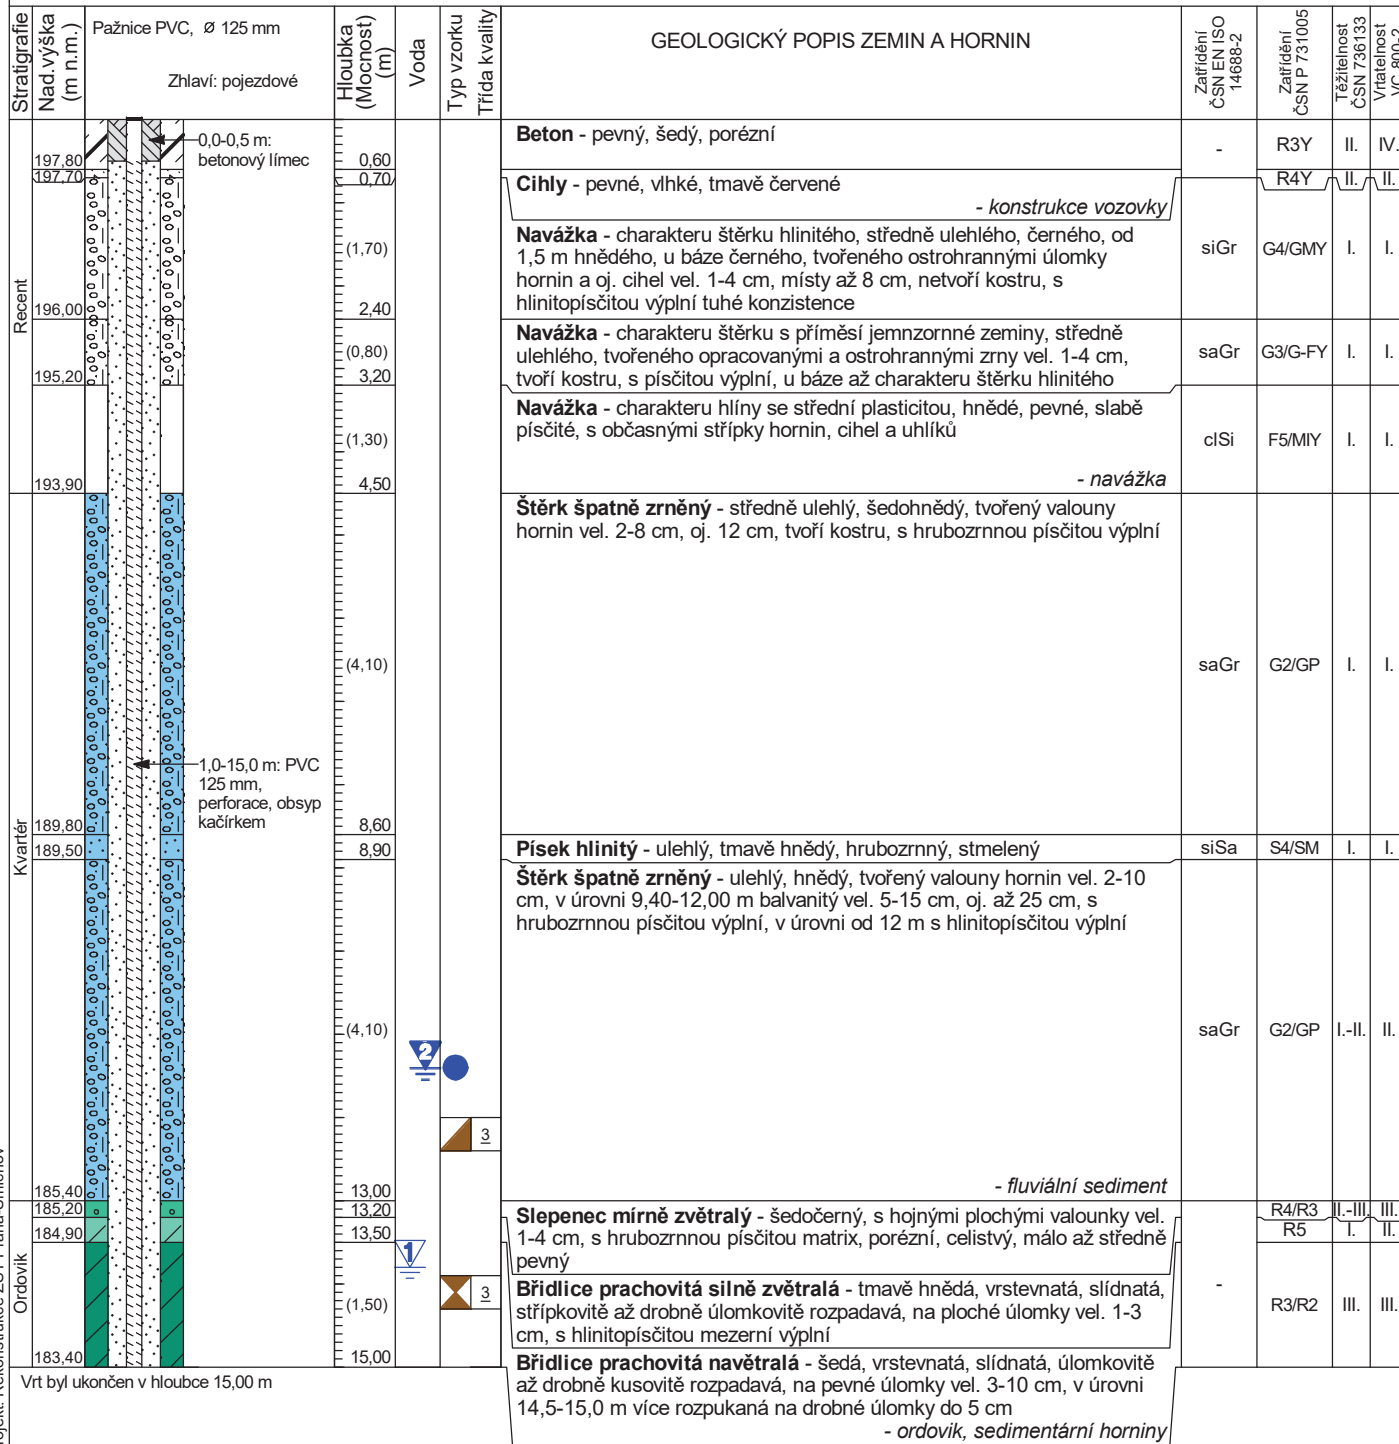 Stratigrafie
Nad.výška
(m n.m.)
Pažnice PVC, Ø 125 mm
Zhlaví: pojezdové
Hloubka
(Mocnost)
(m)
Voda
Typ vzorku
Třída kvality
GEOLOGICKÝ POPIS ZEMIN A HORNIN
Zatřídění
ČSN EN ISO
14688-2
Zatřídění
ČSN P 731005
Těžitelnost
ČSN 736133
Vrtatelnost
VC 800-2
Recent
197,80
0,0-0,5 m:
betonový límec
0,60
Beton - pevný, šedý, porézní
-
R3Y
II.
IV.
197,70
0,70
Cihly - pevné, vlhké, tmavě červené
- konstrukce vozovky
R4Y
II.
II.
196,00
(1,70)
2,40
Navážka - charakteru štěrku hlinitého, středně ulehlého, černého, od
1,5 m hnědého, u báze černého, tvořeného ostrohrannými úlomky
hornin a oj. cihel vel. 1-4 cm, místy až 8 cm, netvoří kostru, s
hlinitopísčitou výplní tuhé konzistence
siGr
G4/GMY
I.
I.
195,20
(0,80)
3,20
Navážka - charakteru štěrku s příměsí jemnzornné zeminy, středně
ulehlého, tvořeného opracovanými a ostrohrannými zrny vel. 1-4 cm,
tvoří kostru, s písčitou výplní, u báze až charakteru štěrku hlinitého
saGr
G3/G-FY
I.
I.
193,90
(1,30)
4,50
Navážka - charakteru hlíny se střední plasticitou, hnědé, pevné, slabě
písčité, s občasnými střípky hornin, cihel a uhlíků
- navážka
clSi
F5/MIY
I.
I.
Kvartér
189,80
1,0-15,0 m: PVC
125 mm,
perforace, obsyp
kačírkem
(4,10)
8,60
Štěrk špatně zrněný - středně ulehlý, šedohnědý, tvořený valouny
hornin vel. 2-8 cm, oj. 12 cm, tvoří kostru, s hrubozrnnou písčitou výplní
saGr
G2/GP
I.
I.
189,50
8,90
Písek hlinitý - ulehlý, tmavě hnědý, hrubozrnný, stmelený
siSa
S4/SM
I.
I.
185,40
(4,10)
13,00
2
3
Štěrk špatně zrněný - ulehlý, hnědý, tvořený valouny hornin vel. 2-10
cm, v úrovni 9,40-12,00 m balvanitý vel. 5-15 cm, oj. až 25 cm, s
hrubozrnnou písčitou výplní, v úrovni od 12 m s hlinitopísčitou výplní
- fluviální sediment
saGr
G2/GP
I.-II.
II.
Ordovik
185,20
13,20
Slepenec mírně zvětralý - šedočerný, s hojnými plochými valounky vel.
1-4 cm, s hrubozrnnou písčitou matrix, porézní, celistvý, málo až středně
pevný
-
R4/R3
II.-III.
III.
184,90
13,50
1
Břidlice prachovitá silně zvětralá - tmavě hnědá, vrstevnatá, slídnatá,
střípkovitě až drobně úlomkovitě rozpadavá, na ploché úlomky vel. 1-3
cm, s hlinitopísčitou mezerní výplní
R5
I.
II.
183,40
(1,50)
15,00
3
Břidlice prachovitá navětralá - šedá, vrstevnatá, slídnatá, úlomkovitě
až drobně kusovitě rozpadavá, na pevné úlomky vel. 3-10 cm, v úrovni
14,5-15,0 m více rozpukaná na drobné úlomky do 5 cm
- ordovik, sedimentární horniny
R3/R2
III.
III.
Vrt byl ukončen v hloubce 15,00 m